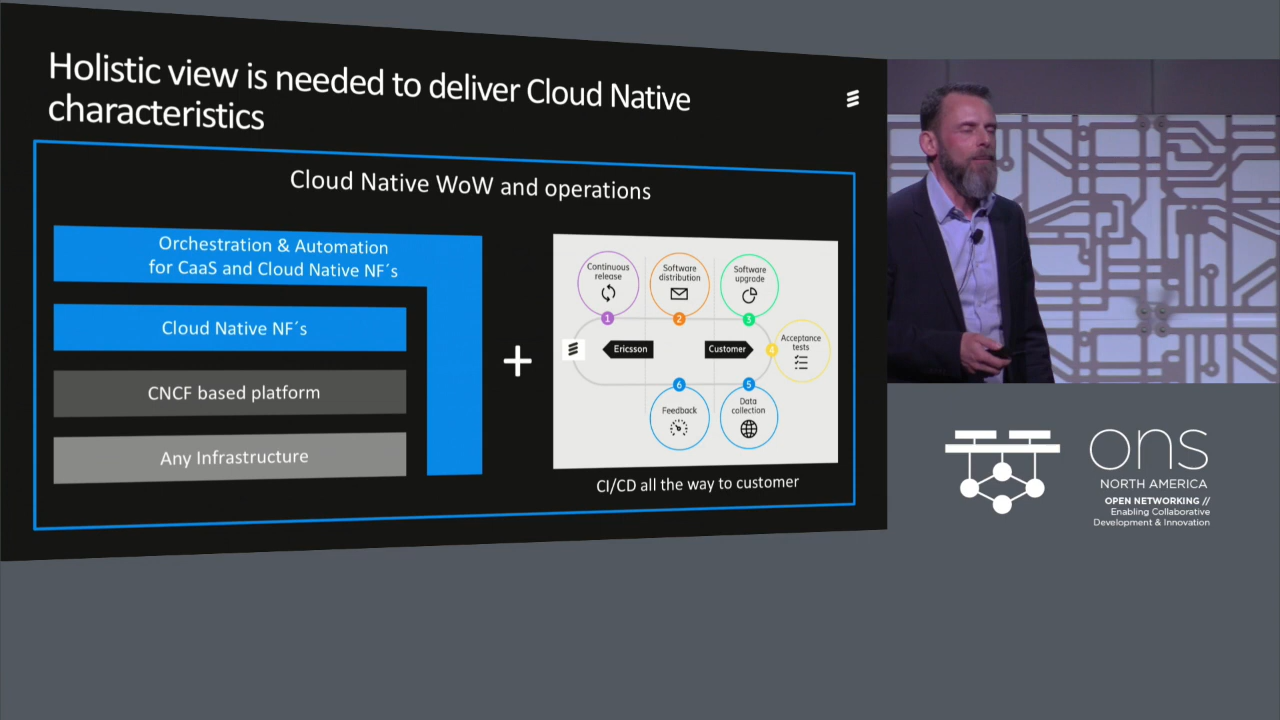 Holistic view is needed to deliver Cloud Native
characteristics
Cloud Native WoW and operations
Orchestration & Automation
for CaaS and Cloud Native NF´s
Cloud Native NF´s
CNCF based platform
Any Infrastructure
+
Continuous
release
1
Software
distribution
2
Software
upgrade
3
Acceptance
tests
4
Ericsson
Customer
6
Feedback
5
Data
collection
CI/CD all the way to customer
ons
NORTH AMERICA
OPEN NETWORKING //
Enabling Collaborative
Development & Innovation